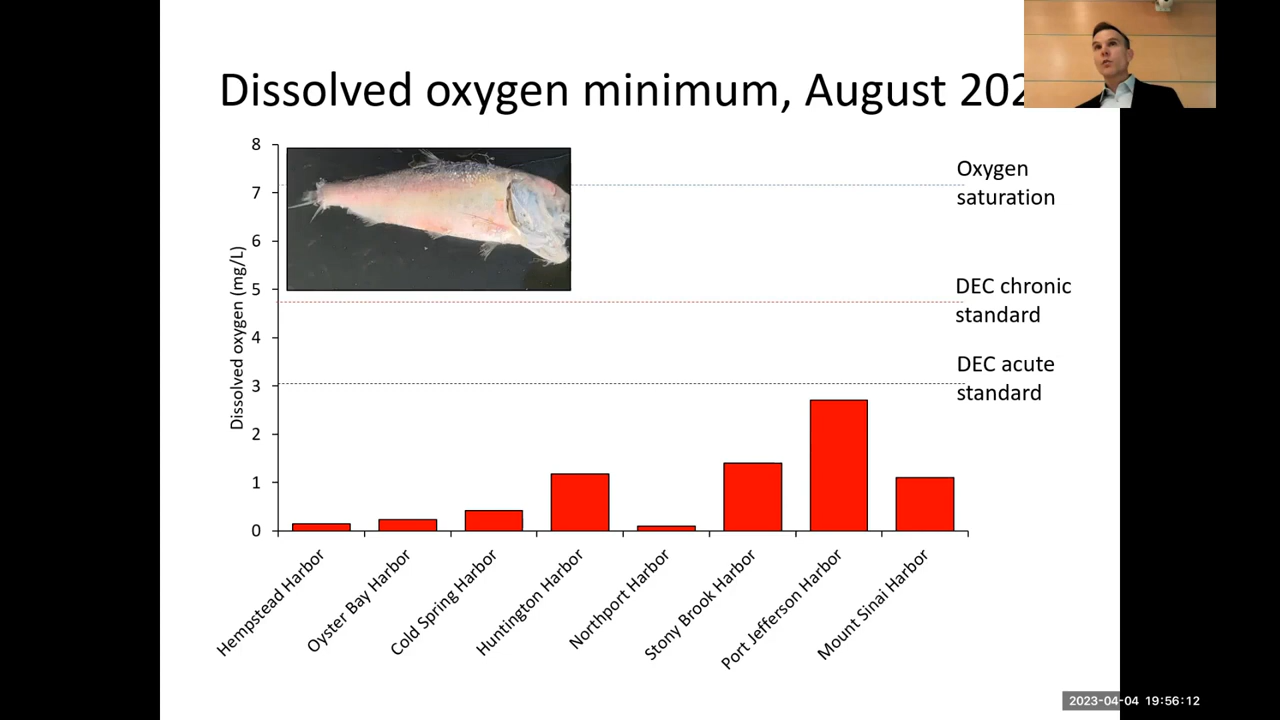 Dissolved oxygen minimum, August 202
8
7
6
5
4
3
2
1
0
Dissolved oxygen (mg/L)
Oxygen
saturation
DEC chronic
standard
DEC acute
standard
Hempstead Harbor
Oyster Bay Harbor
Cold Spring Harbor
Huntington Harbor
Northport Harbor
Stony Brook Harbor
Port Jefferson Harbor
Mount Sinai Harbor
2023-04-04 19:56:12